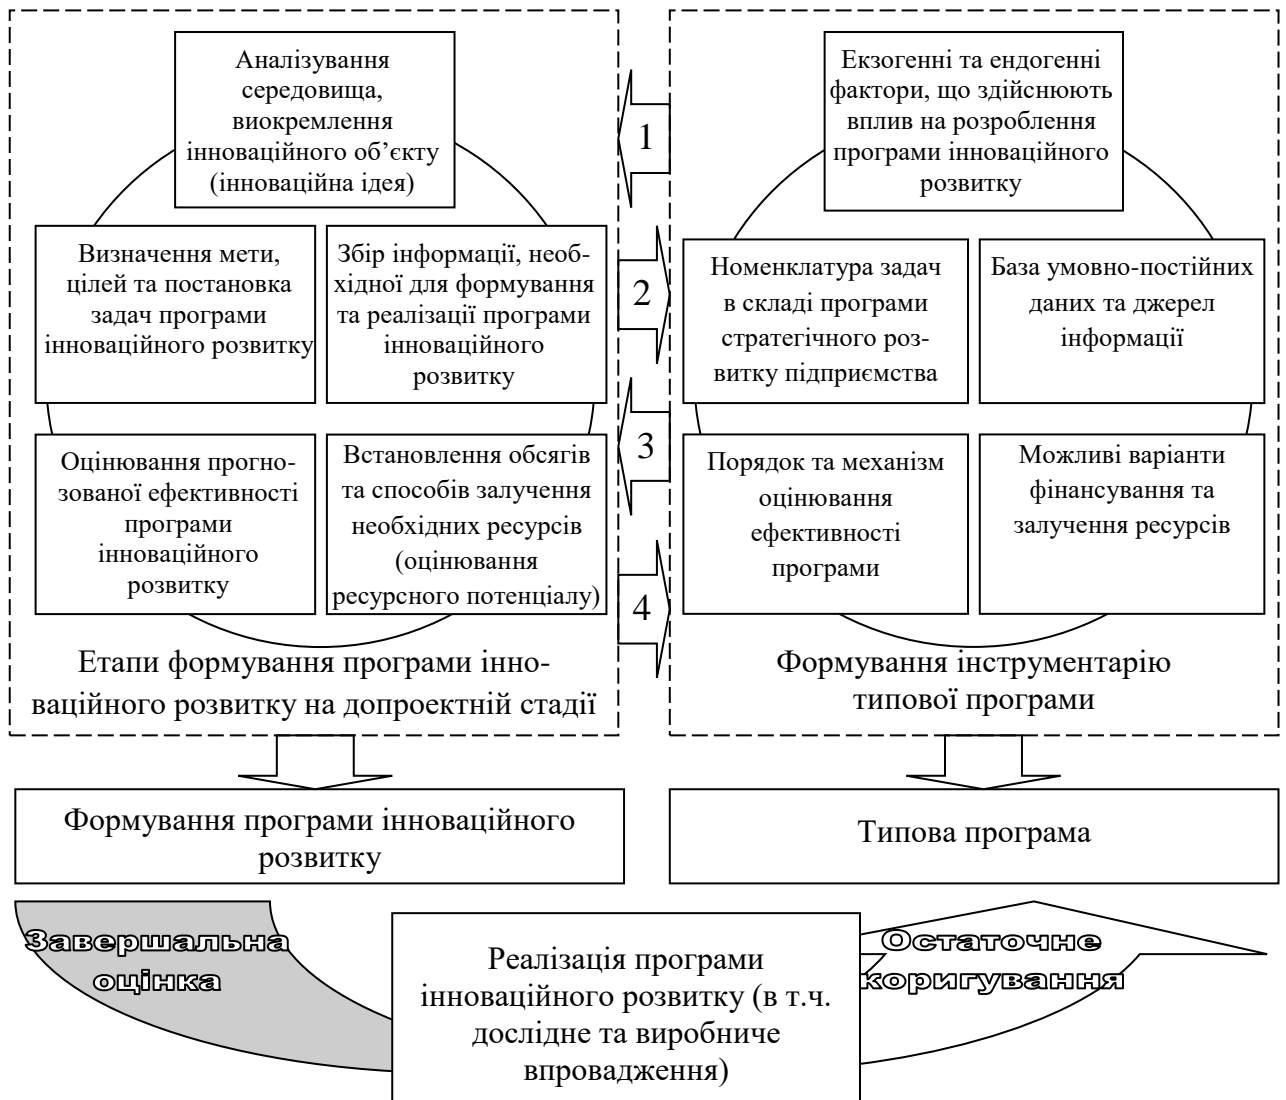 Аналізування
середовища,
виокремлення
інноваційного об’єкту
(інноваційна ідея)
Визначення мети,
цілей та постановка
задач програми
інноваційного розвитку
Збір інформації, необ-
хідної для формування
та реалізації програми
інноваційного
розвитку
Оцінювання прогно-
зованої ефективності
програми
інноваційного
розвитку
Встановлення обсягів
та способів залучення
необхідних ресурсів
(оцінювання
ресурсного потенціалу)
Етапи формування програми інно-
ваційного розвитку на допроектній стадії
1
2
3
4
Екзогенні та ендогенні
фактори, що здійснюють
вплив на розроблення
програми інноваційного
розвитку
Номенклатура задач
в складі програми
стратегічного роз-
витку підприємства
База умовно-постійних
даних та джерел
інформації
Порядок та механізм
оцінювання
ефективності
програми
Можливі варіанти
фінансування та
залучення ресурсів
Формування інструментарію
типової програми
Формування програми інноваційного
розвитку
Типова програма
Завершальна
оцінка
Реалізація програми
інноваційного розвитку (в т.ч.
дослідне та виробниче
впровадження)
Остаточне
коригування